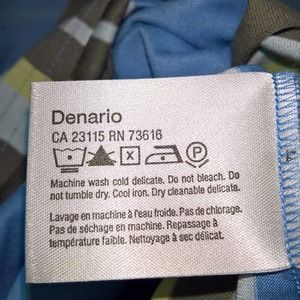 Denario
CA 23115 RN 73616
Machine wash cold delicate. Do not bleach. Do
not tumble dry. Cool iron. Dry cleanable delicate.
Lavage en machine à l'eau froide. Pas de chlorage.
Pas de séchage en machine. Repassage à
température faible. Nettoyage à sec délicat.